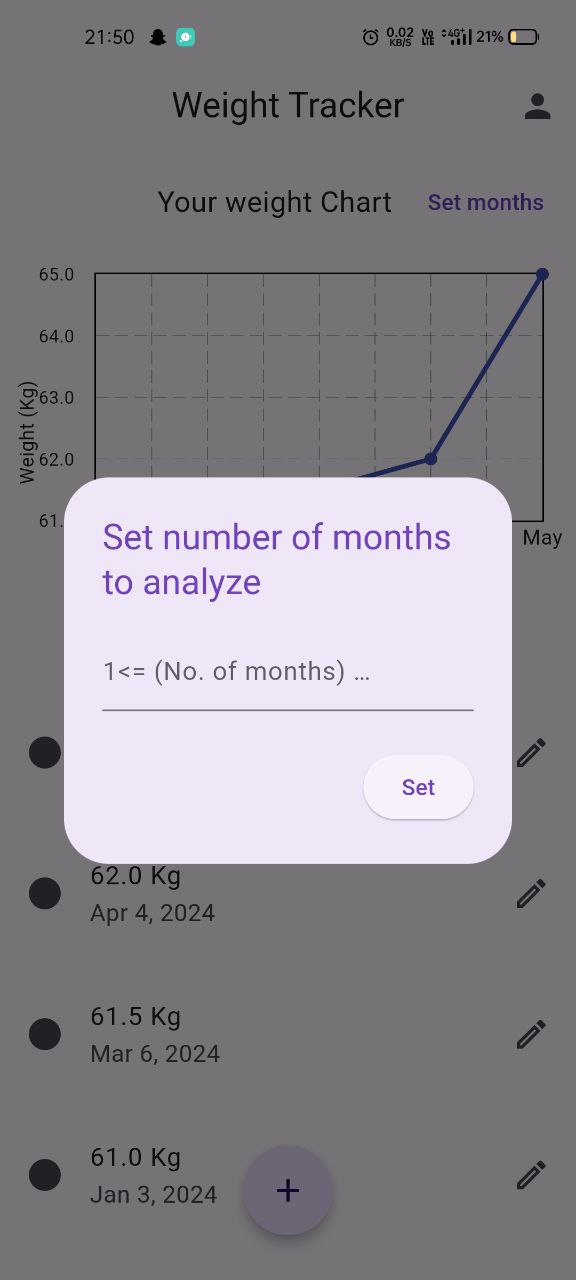 21:50 0.02 KB/S Vo LTE 4G+ 21%
Weight Tracker
Your weight Chart Set months
65.0
64.0
63.0
62.0
61.
Weight (Kg)
May
Set number of months
to analyze
1<= (No. of months) ...
Set
62.0 Kg
Apr 4, 2024
61.5 Kg
Mar 6, 2024
61.0 Kg
Jan 3, 2024
+